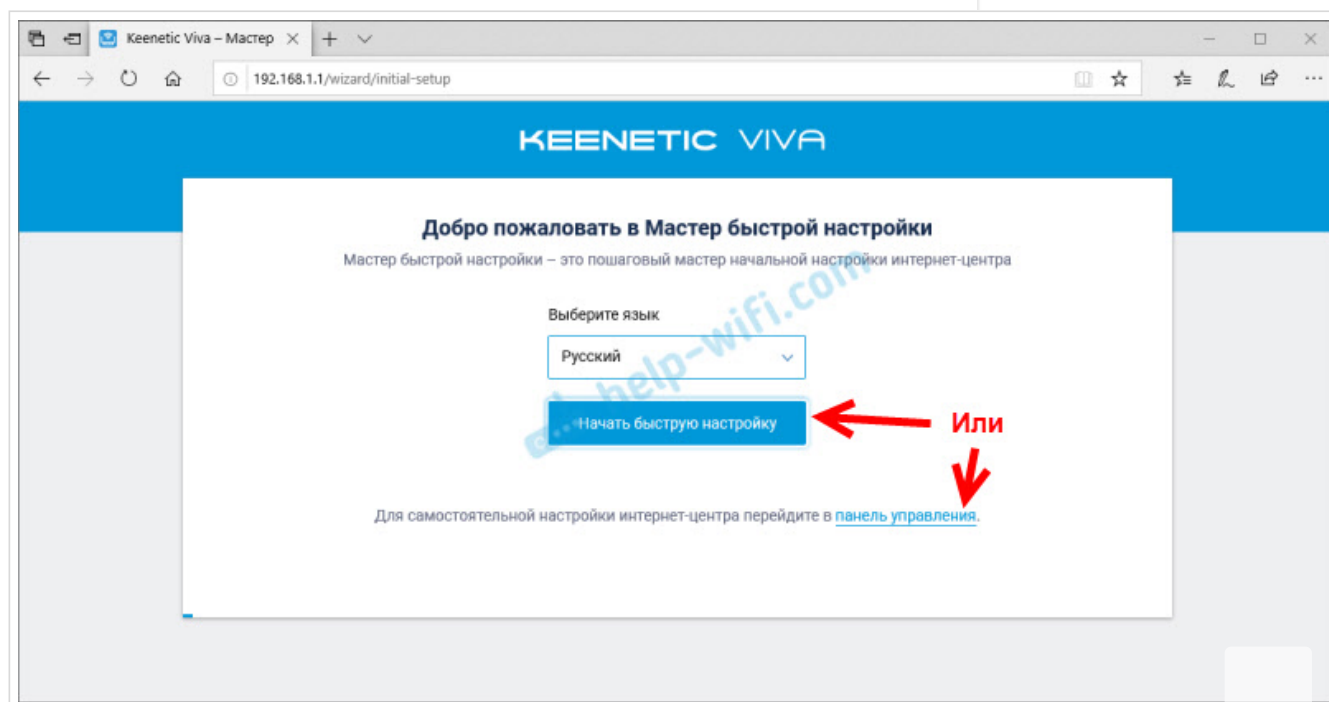 Keenetic Viva – Мастер
192.168.1.1/wizard/initial-setup
KEENETIC VIVA
Добро пожаловать в Мастер быстрой настройки
Мастер быстрой настройки – это пошаговый мастер начальной настройки интернет-центра
Выберите язык
Русский
help-wifi.com
Начать быструю настройку
Или
Для самостоятельной настройки интернет-центра перейдите в панель управления.